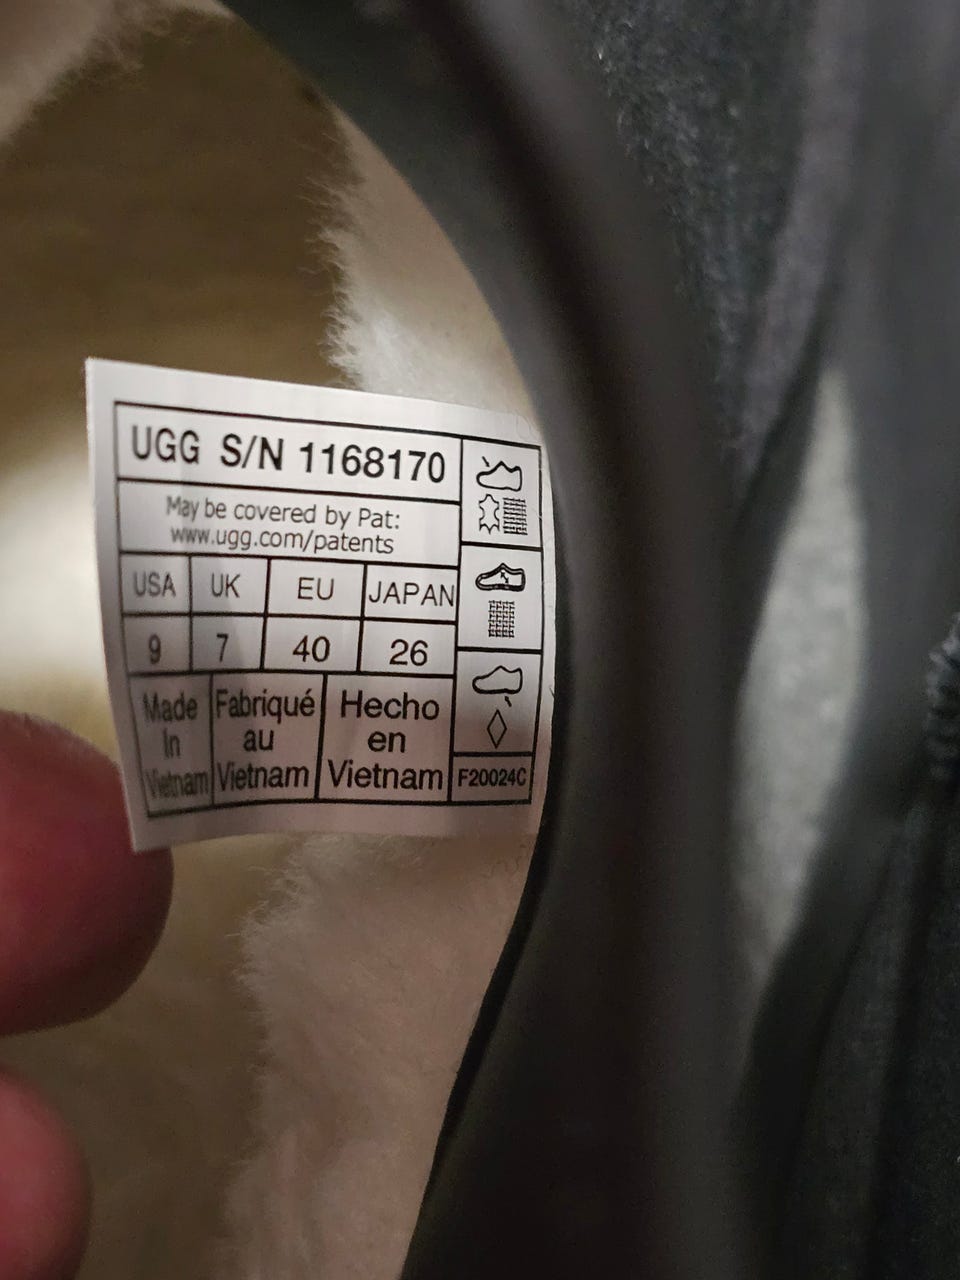 UGG S/N 1168170
May be covered by Pat:
www.ugg.com/patents
USA UK EU JAPAN
9 7 40 26
Made In Vietnam
Fabriqué au Vietnam
Hecho en Vietnam
F20024C